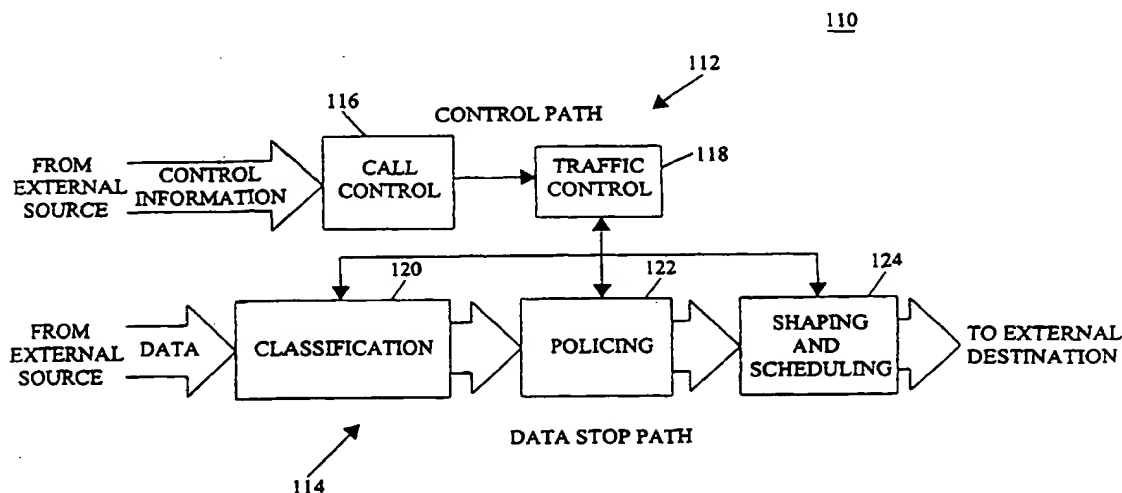 110
112
116
CONTROL PATH
FROM
EXTERNAL
SOURCE
CONTROL
INFORMATION
CALL
CONTROL
TRAFFIC
CONTROL
118
120
122
124
FROM
EXTERNAL
SOURCE
DATA
CLASSIFICATION
POLICING
SHAPING
AND
SCHEDULING
TO EXTERNAL
DESTINATION
DATA STOP PATH
114